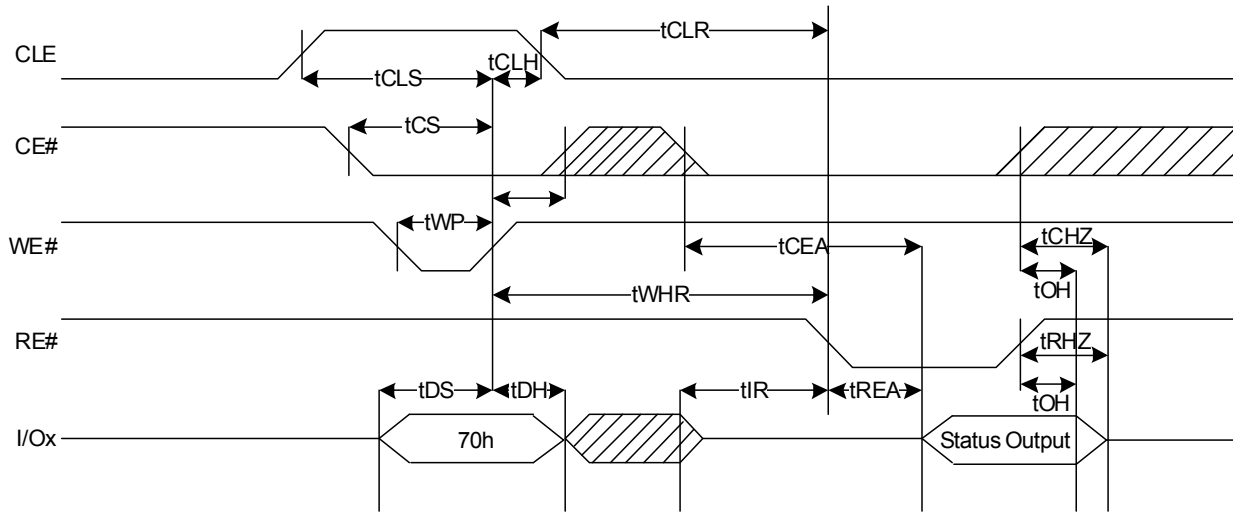 tCLR
CLE
tCLH
tCLS
tCS
CE#
tWP
WE#
tCEA
tCHZ
tWHR
tOH
RE#
tRHZ
tDS
tDH
tIR
tREA
tOH
I/Ox
70h
Status Output